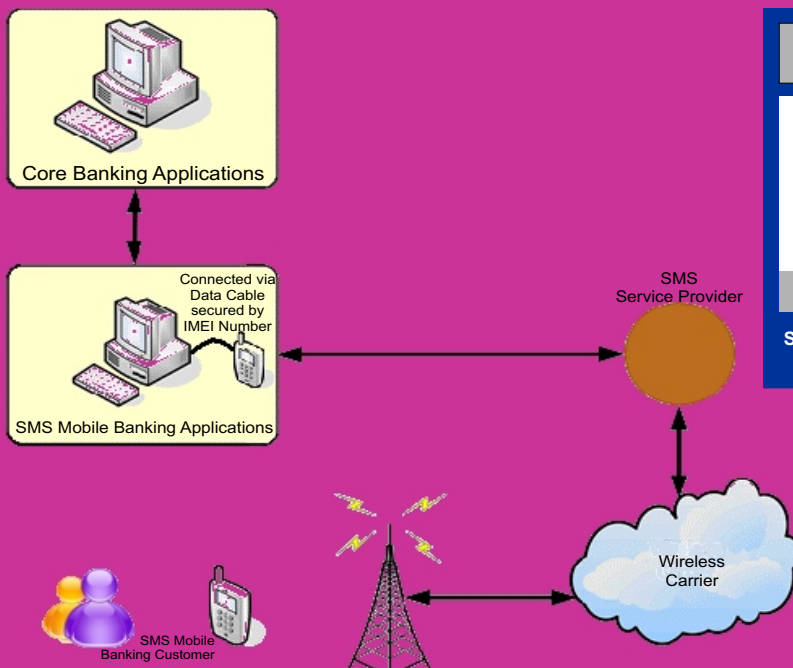 Core Banking Applications
Connected via
Data Cable
secured by
IMEI Number
SMS Mobile Banking Applications
SMS
Service Provider
S
Wireless
Carrier
SMS Mobile
Banking Customer